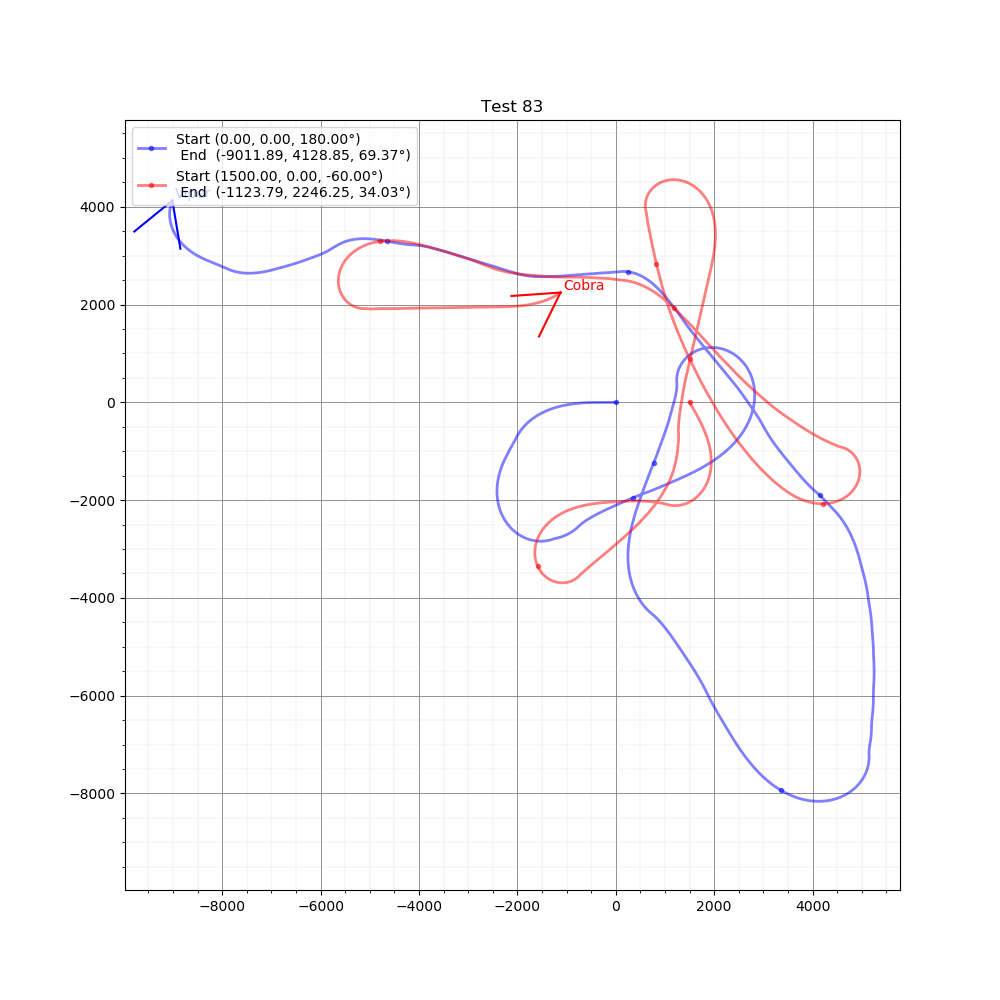 Test 83
Start (0.00, 0.00, 180.00°)
End (-9011.89, 4128.85, 69.37°)
Start (1500.00, 0.00, -60.00°)
End (-1123.79, 2246.25, 34.03°)
Cobra
4000
2000
0
−2000
−4000
−6000
−8000
−8000 −6000 −4000 −2000 0 2000 4000